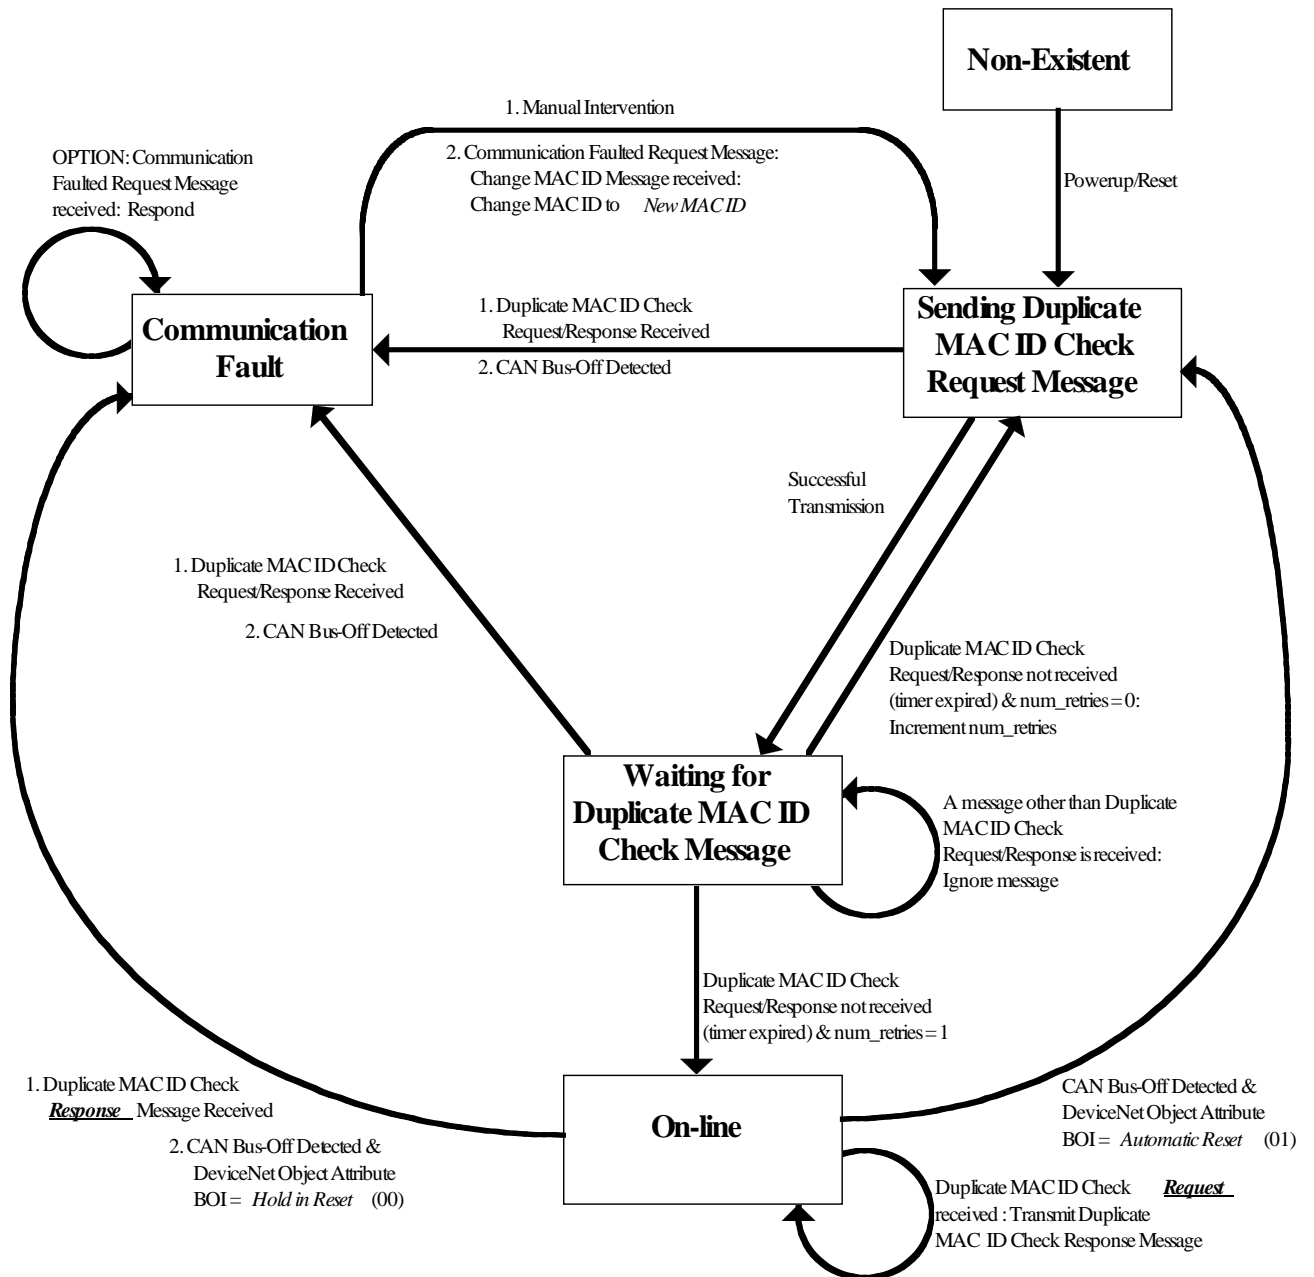 Non-Existent
1. Manual Intervention
OPTION: Communication
Faulted Request Message
received: Respond
2. Communication Faulted Request Message:
Change MAC ID Message received:
Change MAC ID to New MAC ID
Powerup/Reset
Communication
Fault
1. Duplicate MAC ID Check
Request/Response Received
2. CAN Bus-Off Detected
Sending Duplicate
MAC ID Check
Request Message
Successful
Transmission
1. Duplicate MAC ID Check
Request/Response Received
2. CAN Bus-Off Detected
Duplicate MAC ID Check
Request/Response not received
(timer expired) & num_retries = 0:
Increment num_retries
Waiting for
Duplicate MAC ID
Check Message
A message other than Duplicate
MAC ID Check
Request/Response is received:
Ignore message
Duplicate MAC ID Check
Request/Response not received
(timer expired) & num_retries = 1
1. Duplicate MAC ID Check
Response Message Received
2. CAN Bus-Off Detected &
DeviceNet Object Attribute
BOI = Hold in Reset (00)
On-line
CAN Bus-Off Detected &
DeviceNet Object Attribute
BOI = Automatic Reset (01)
Duplicate MAC ID Check Request
received : Transmit Duplicate
MAC ID Check Response Message